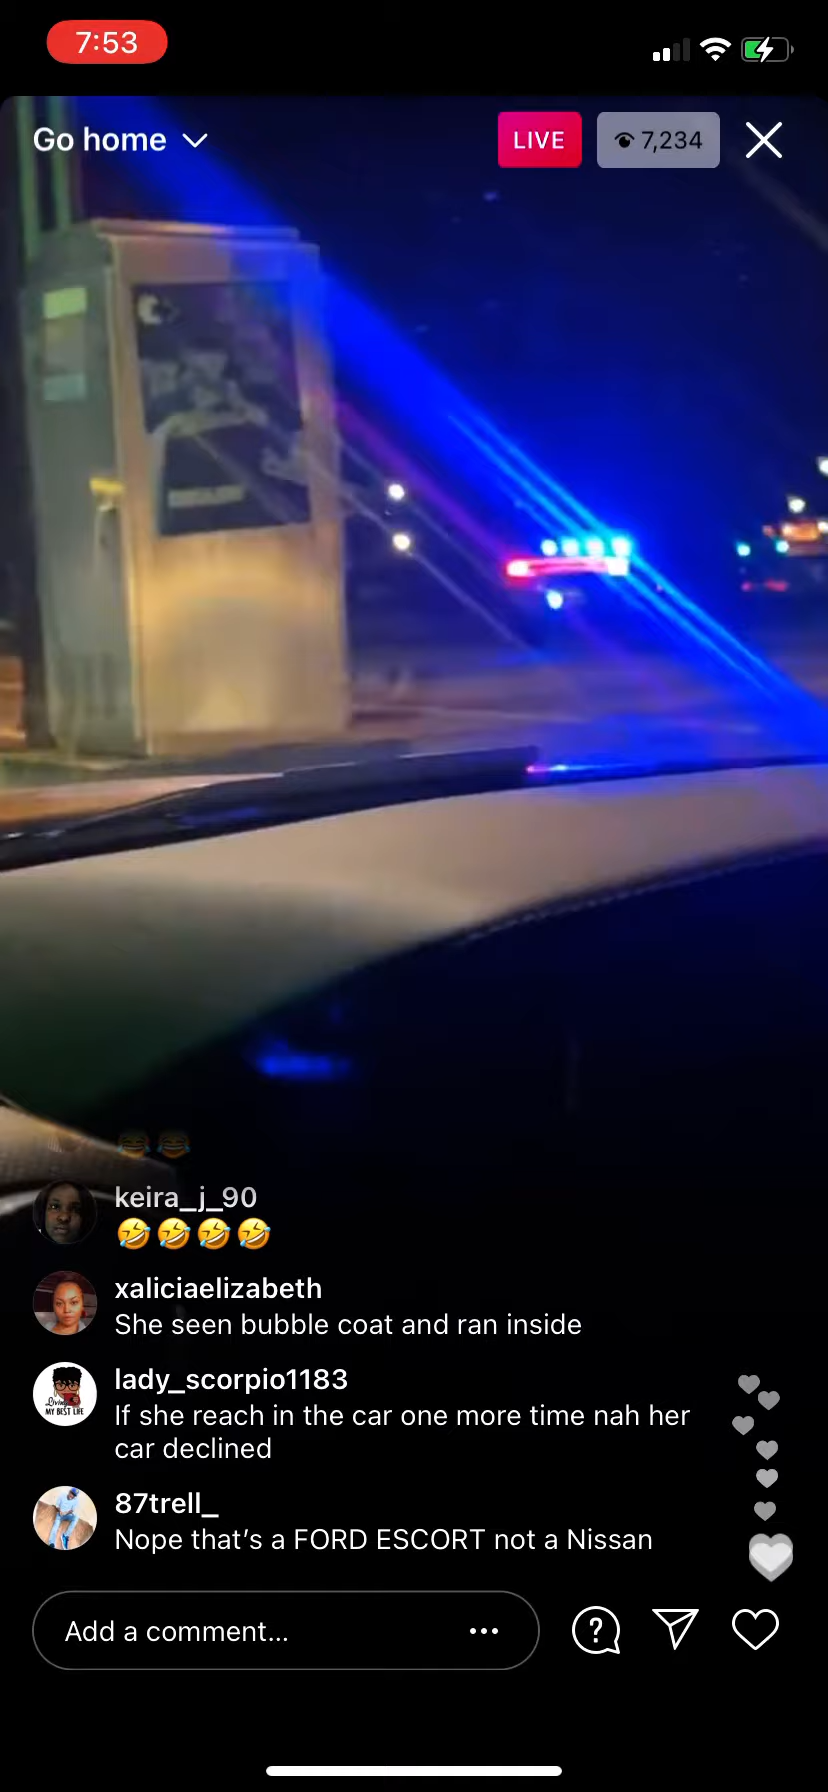 7:53
Go home
LIVE
7,234
keira_j_90
🤣🤣🤣🤣
xaliciaelizabeth
She seen bubble coat and ran inside
lady_scorpio1183
If she reach in the car one more time nah her
car declined
87trell_
Nope that's a FORD ESCORT not a Nissan
Add a comment...